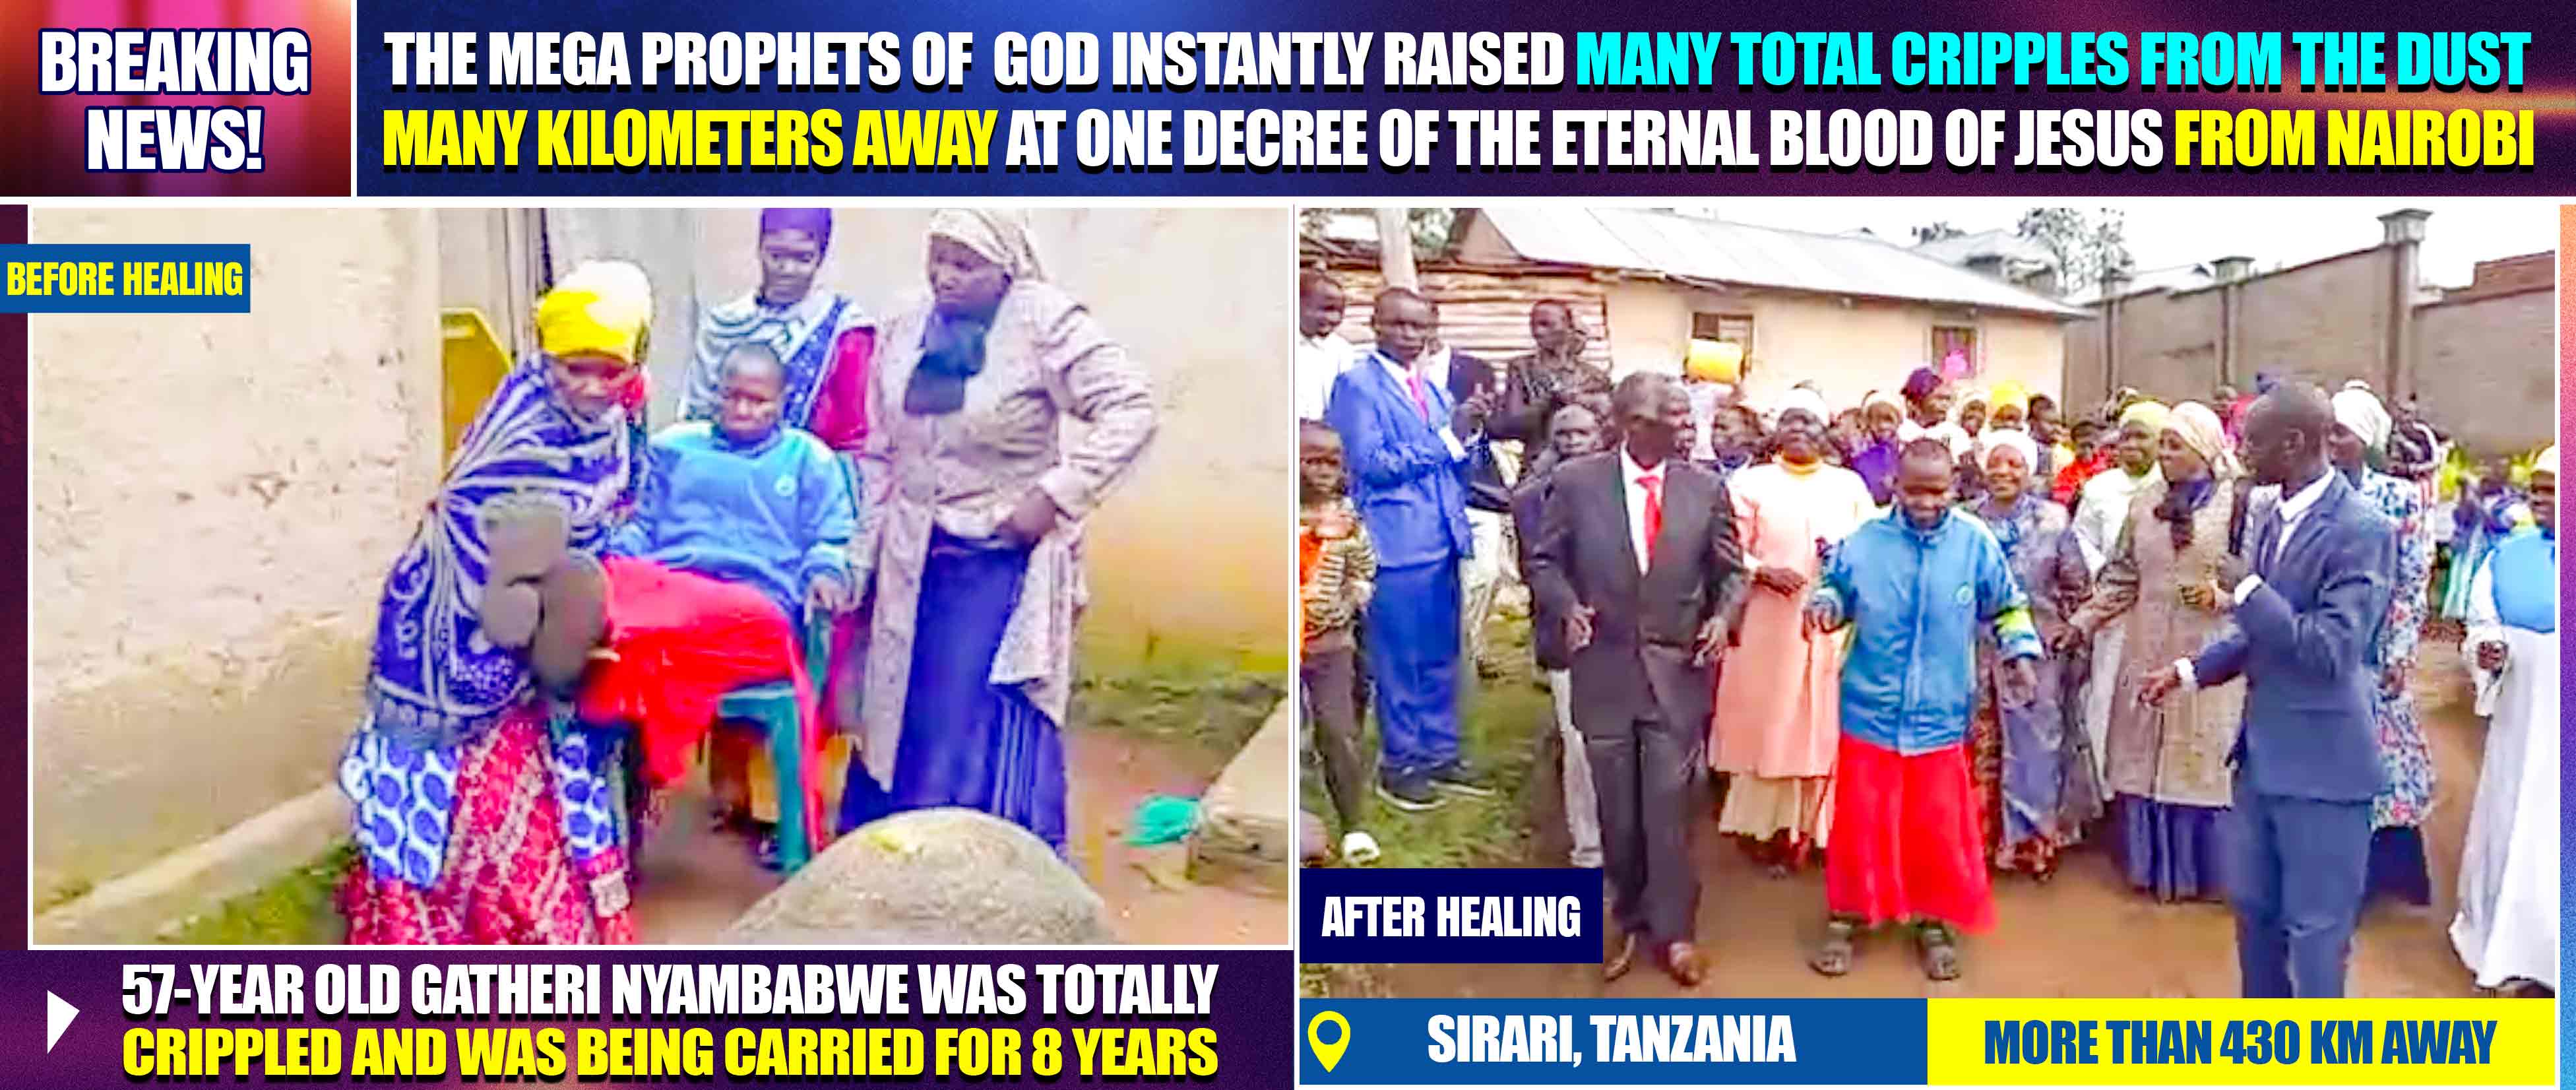 BREAKING
NEWS!
THE MEGA PROPHETS OF GOD INSTANTLY RAISED MANY TOTAL CRIPPLES FROM THE DUST
MANY KILOMETERS AWAY AT ONE DECREE OF THE ETERNAL BLOOD OF JESUS FROM NAIROBI
BEFORE HEALING
AFTER HEALING
57-YEAR OLD GATHERI NYAMBABWE WAS TOTALLY
CRIPPLED AND WAS BEING CARRIED FOR 8 YEARS
SIRARI, TANZANIA
MORE THAN 430 KM AWAY